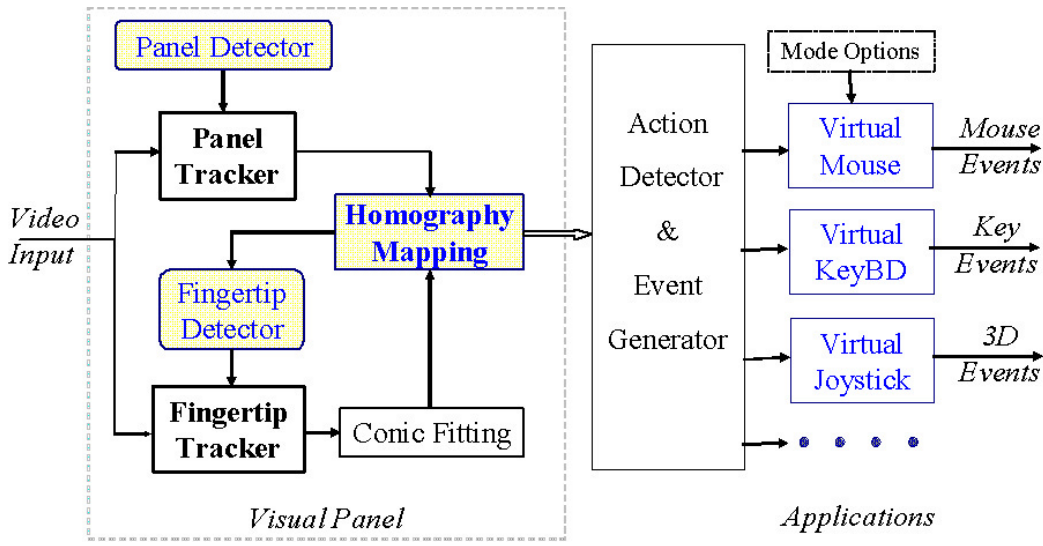 Panel Detector
Panel
Tracker
Video
Input
Homography
Mapping
Fingertip
Detector
Fingertip
Tracker
Conic Fitting
Visual Panel
Action
Detector
&
Event
Generator
Mode Options
Virtual
Mouse
Mouse
Events
Virtual
KeyBD
Key
Events
Virtual
Joystick
3D
Events
Applications